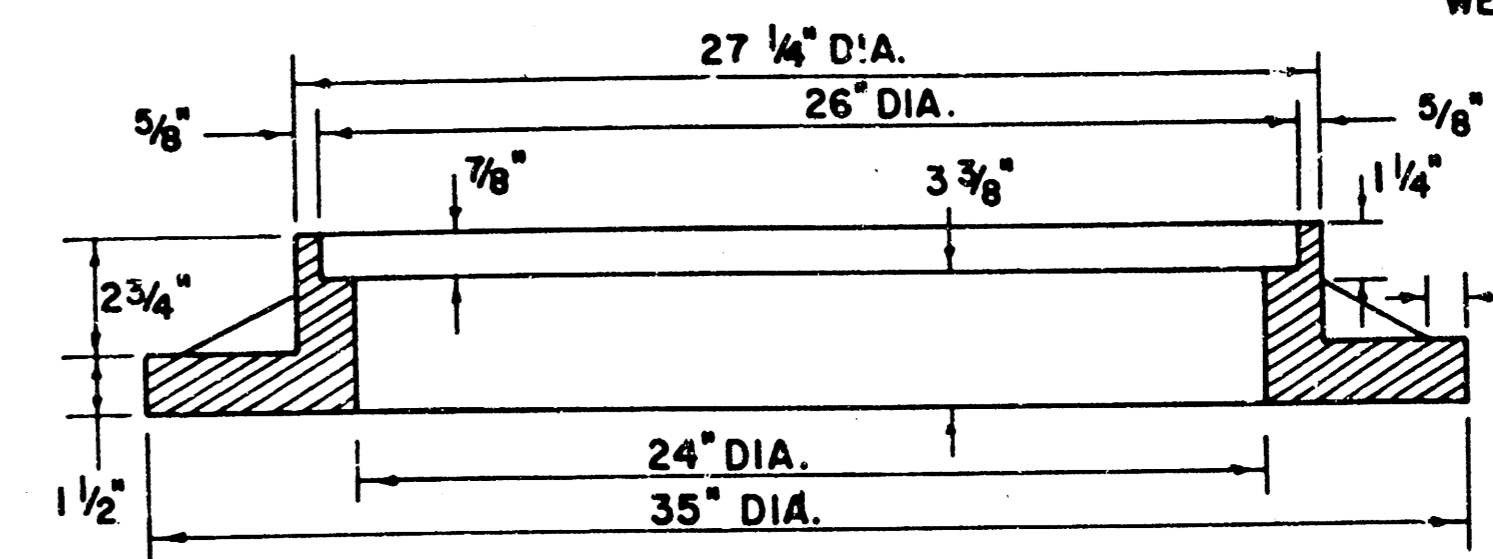 27 1/4" DIA.
26" DIA.
5/8"
5/8"
7/8"
3 3/8"
1 1/4"
2 3/4"
24" DIA.
1 1/2"
35" DIA.